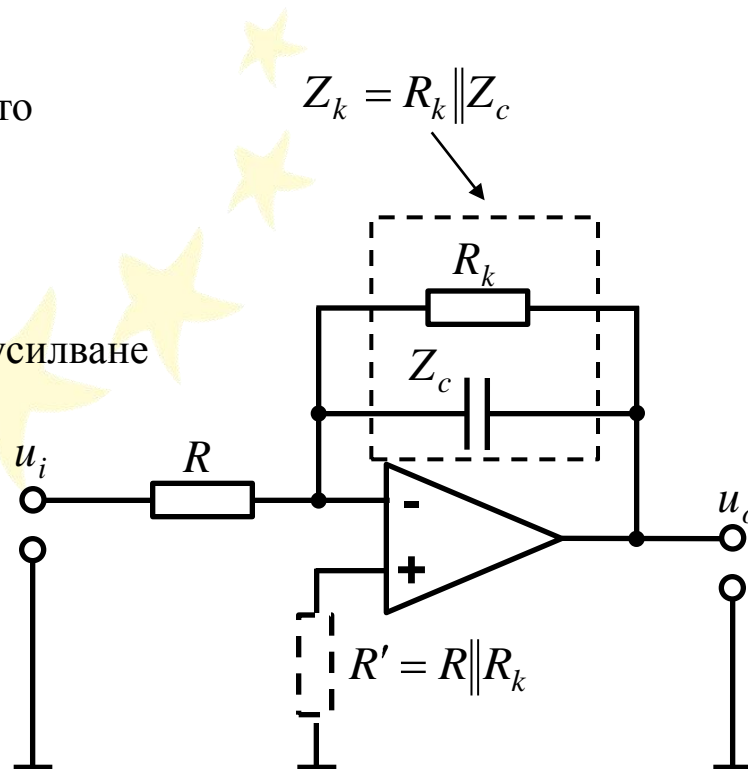 то
Z_k = R_k || Z_c
R_k
усилване
Z_c
u_i
R
-
u_o
+
R' = R || R_k